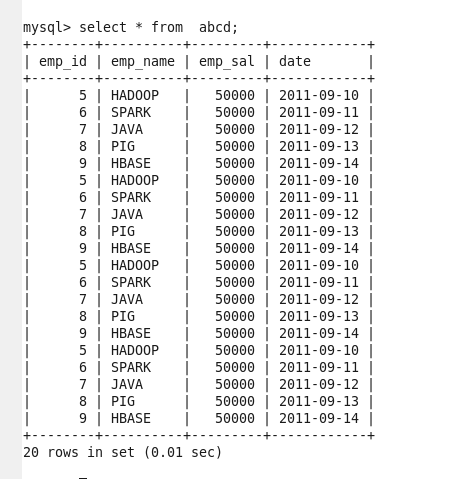 mysql> select * from  abcd;
+--------+----------+---------+------------+
| emp_id | emp_name | emp_sal | date       |
+--------+----------+---------+------------+
|      5 | HADOOP   |   50000 | 2011-09-10 |
|      6 | SPARK    |   50000 | 2011-09-11 |
|      7 | JAVA     |   50000 | 2011-09-12 |
|      8 | PIG      |   50000 | 2011-09-13 |
|      9 | HBASE    |   50000 | 2011-09-14 |
|      5 | HADOOP   |   50000 | 2011-09-10 |
|      6 | SPARK    |   50000 | 2011-09-11 |
|      7 | JAVA     |   50000 | 2011-09-12 |
|      8 | PIG      |   50000 | 2011-09-13 |
|      9 | HBASE    |   50000 | 2011-09-14 |
|      5 | HADOOP   |   50000 | 2011-09-10 |
|      6 | SPARK    |   50000 | 2011-09-11 |
|      7 | JAVA     |   50000 | 2011-09-12 |
|      8 | PIG      |   50000 | 2011-09-13 |
|      9 | HBASE    |   50000 | 2011-09-14 |
|      5 | HADOOP   |   50000 | 2011-09-10 |
|      6 | SPARK    |   50000 | 2011-09-11 |
|      7 | JAVA     |   50000 | 2011-09-12 |
|      8 | PIG      |   50000 | 2011-09-13 |
|      9 | HBASE    |   50000 | 2011-09-14 |
+--------+----------+---------+------------+
20 rows in set (0.01 sec)